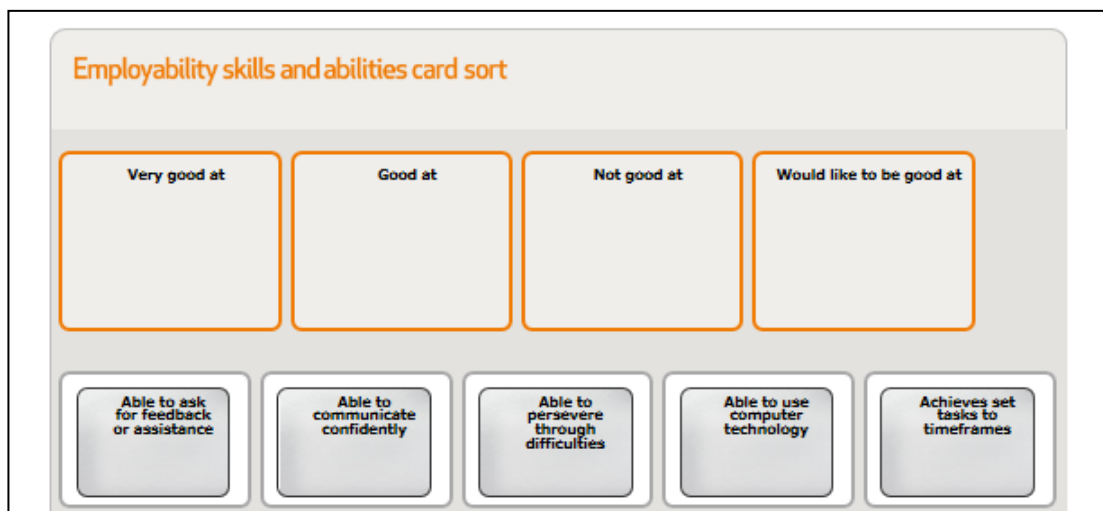 Employability skills and abilities card sort
Very good at
Good at
Not good at
Would like to be good at
Able to ask
for feedback
or assistance
Able to
communicate
confidently
Able to
persevere
through
difficulties
Able to use
computer
technology
Achieves set
tasks to
timeframes